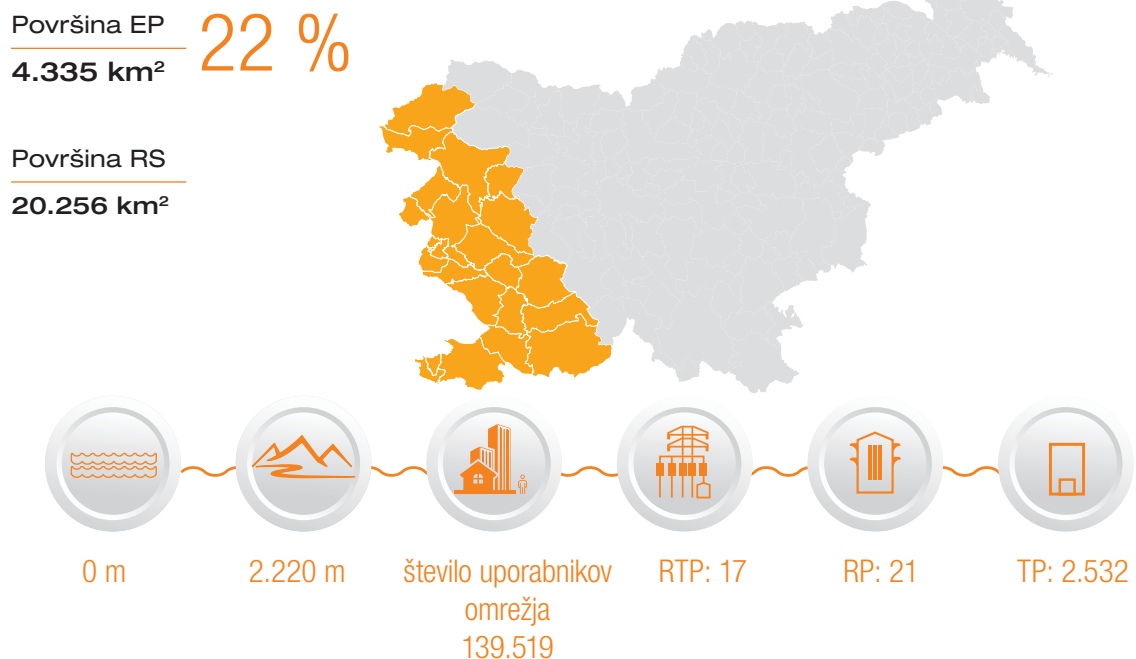 Površina EP
4.335 km²
22 %
Površina RS
20.256 km²
0 m
2.220 m
število uporabnikov
omrežja
139.519
RTP: 17
RP: 21
TP: 2.532